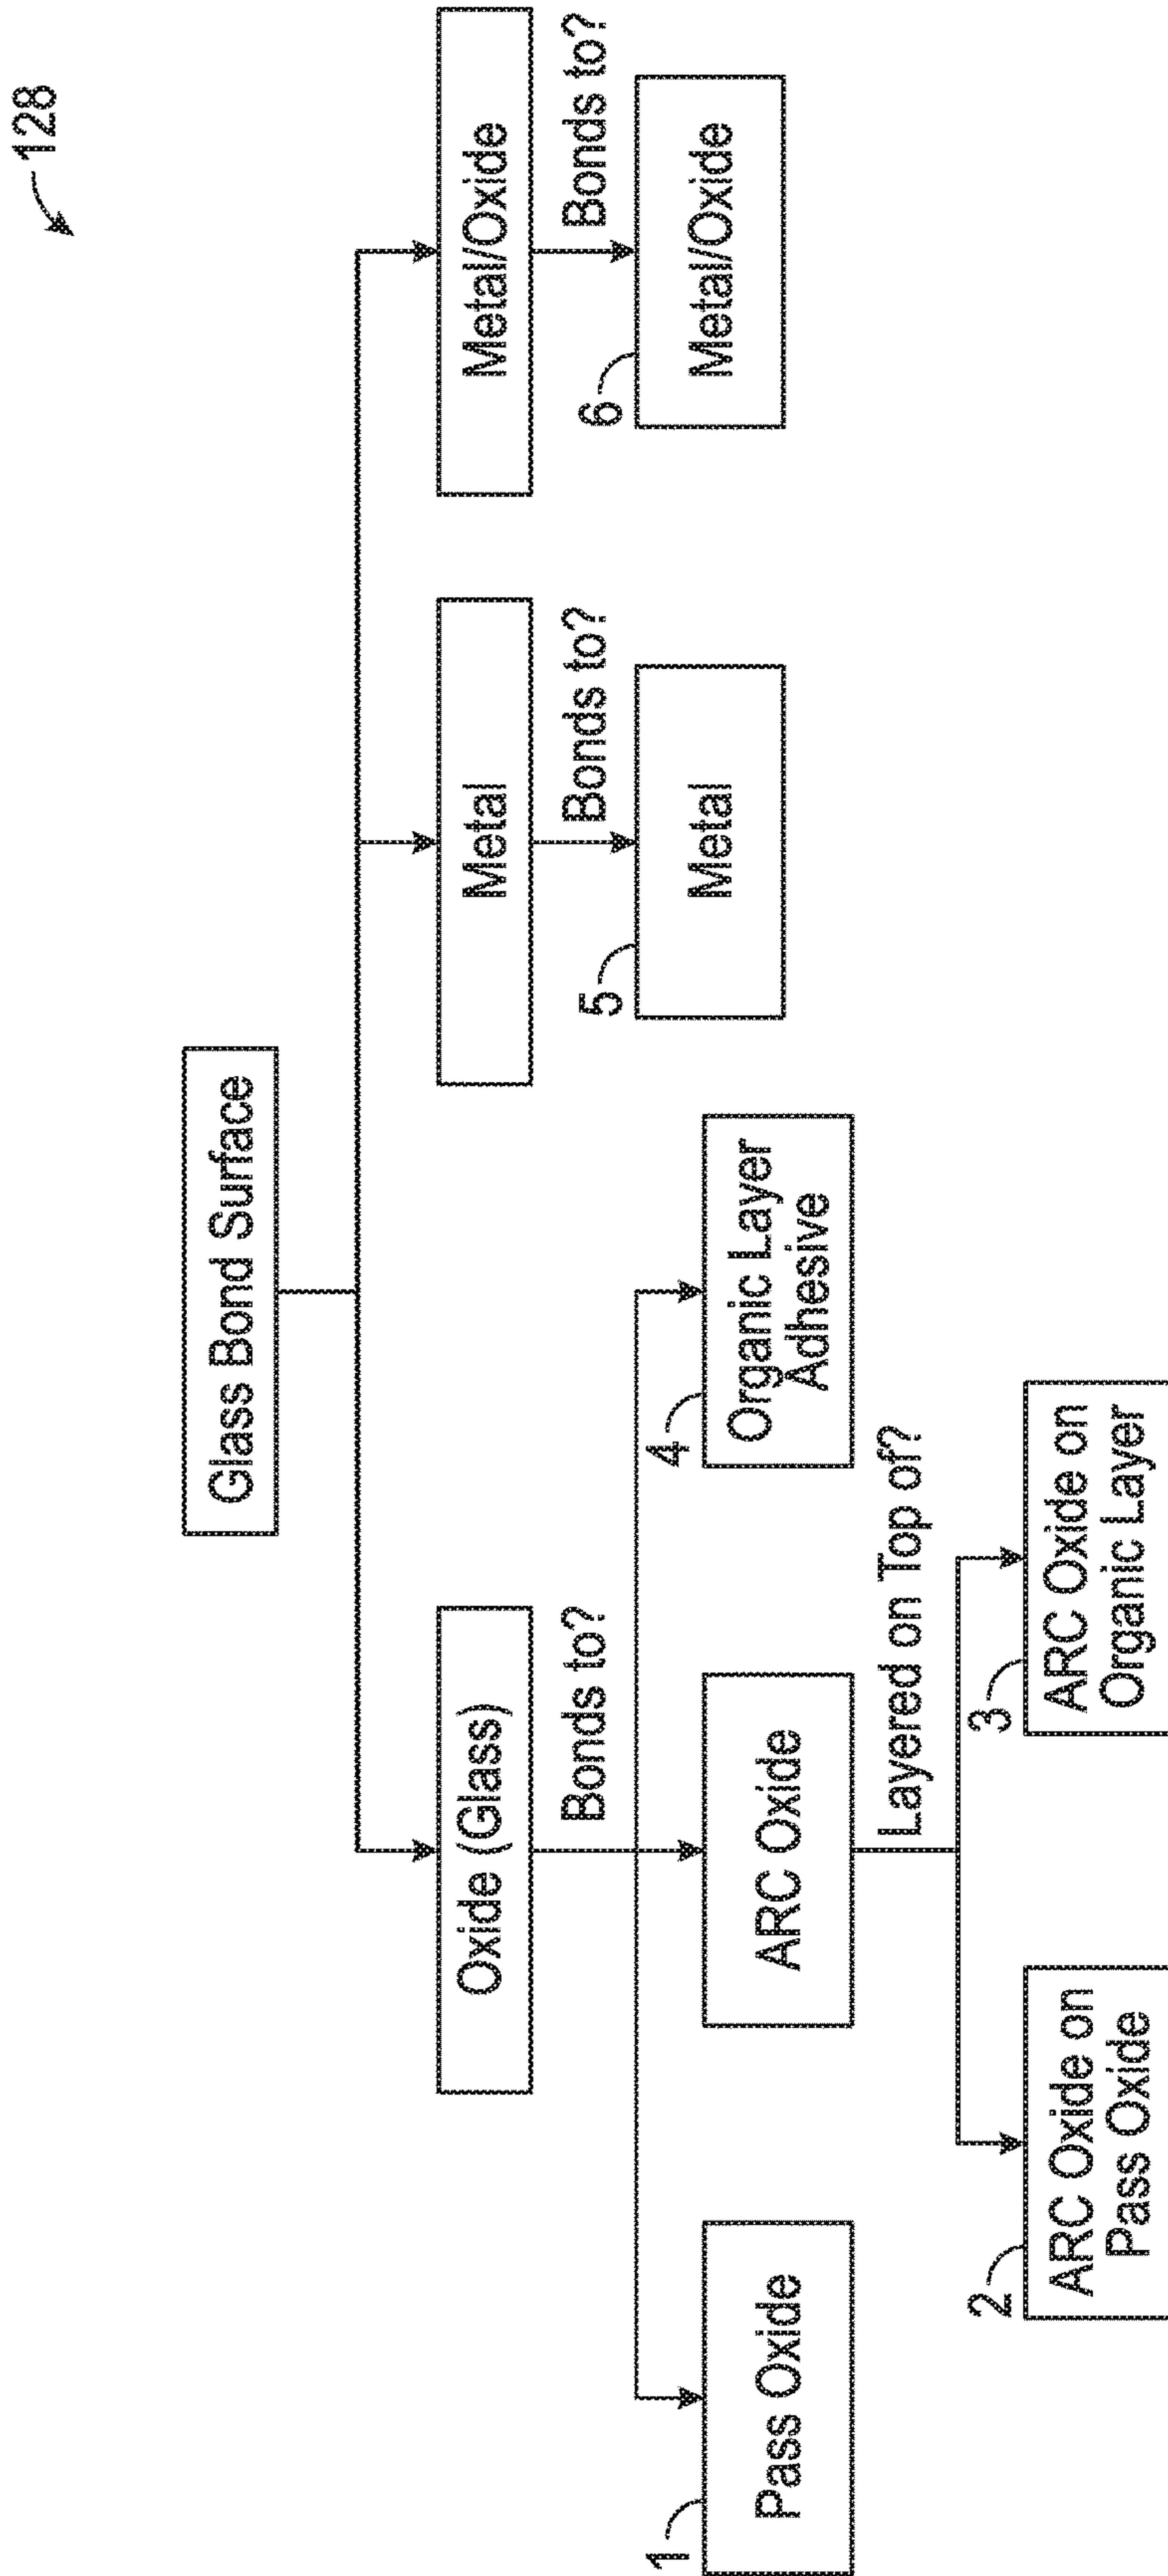 128
Glass Bond Surface
Oxide (Glass)
Metal
Metal/Oxide
Bonds to?
Bonds to?
Bonds to?
5
Metal
6
Metal/Oxide
1
Pass Oxide
ARC Oxide
4
Organic Layer
Adhesive
Layered on Top of?
2
ARC Oxide on
Pass Oxide
3
ARC Oxide on
Organic Layer